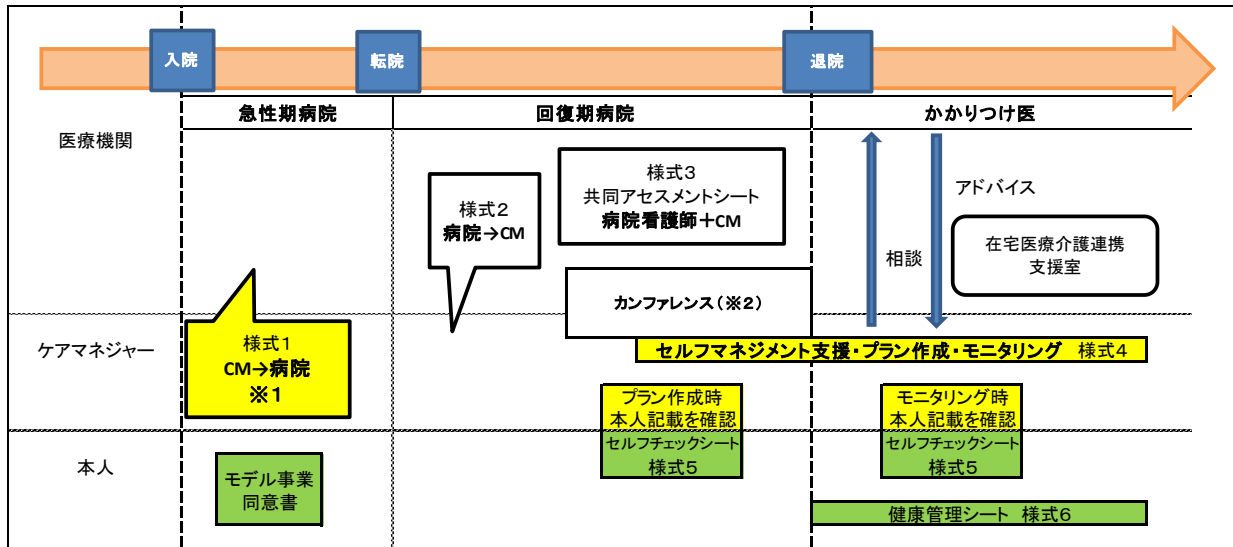 入院
転院
退院
急性期病院
回復期病院
かかりつけ医
医療機関
様式2
病院→CM
様式3
共同アセスメントシート
病院看護師+CM
アドバイス
相談
在宅医療介護連携
支援室
カンファレンス(※2)
ケアマネジャー
様式1
CM→病院
※1
セルフマネジメント支援・プラン作成・モニタリング 様式4
プラン作成時
本人記載を確認
セルフチェックシート
様式5
モニタリング時
本人記載を確認
セルフチェックシート
様式5
本人
モデル事業
同意書
健康管理シート 様式6